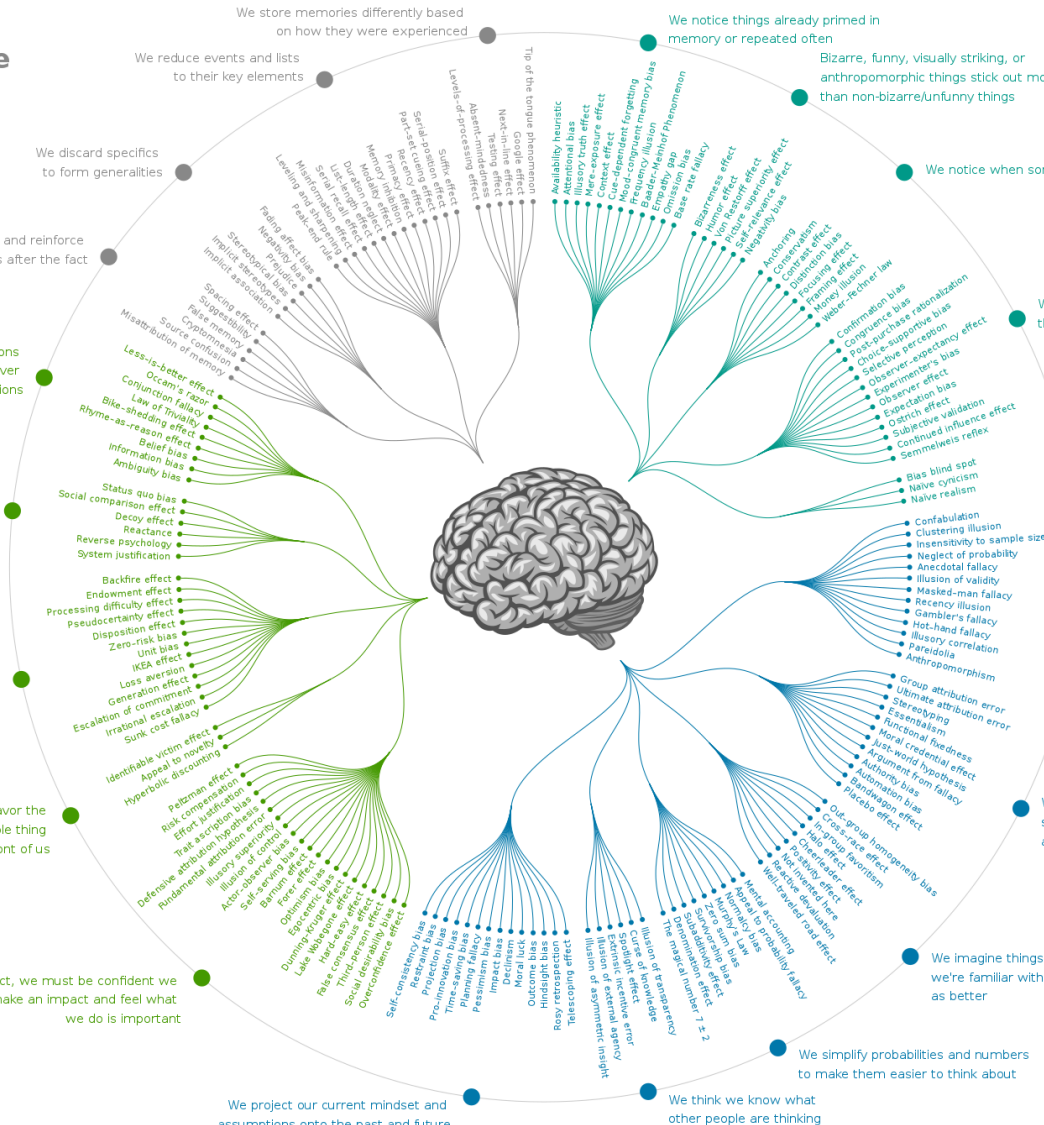 e
We store memories differently based
on how they were experienced
We reduce events and lists
to their key elements
We discard specifics
to form generalities
and reinforce
after the fact
We notice things already primed in
memory or repeated often
Bizarre, funny, visually striking, or
anthropomorphic things stick out mo
than non-bizarre/unfunny things
We notice when so
Tip of the tongue phenomenon
Google effect
Next-in-line effect
Testing effect
Absent-mindedness
Levels-of-processing effect
Suffix effect
Serial-position effect
Part-set cueing effect
Recency effect
Primacy effect
Memory inhibition
Modality effect
Duration neglect
List-length effect
Serial recall effect
Misinformation effect
Leveling and sharpening
Peak-end rule
Fading affect bias
Negativity bias
Prejudice
Stereotypical bias
Implicit stereotypes
Implicit association
Spacing effect
Suggestibility
False memory
Cryptomnesia
Source confusion
Misattribution of memory
Availability heuristic
Attentional bias
Illusory truth effect
Mere-exposure effect
Context effect
Cue-dependent forgetting
Mood-congruent memory bias
Frequency illusion
Baader-Meinhof Phenomenon
Empathy gap
Omission bias
Base rate fallacy
Bizarreness effect
Humor effect
Von Restorff effect
Picture superiority effect
Self-relevance effect
Negativity bias
Anchoring
Conservatism
Contrast effect
Distinction bias
Focusing effect
Framing effect
Money illusion
Weber-Fechner law
Confirmation bias
Congruence bias
Post-purchase rationalization
Choice-supportive bias
Selective perception
Observer-expectancy effect
Experimenter's bias
Observer effect
Expectation bias
Ostrich effect
Subjective validation
Continued influence effect
Semmelweis reflex
Bias blind spot
Naïve cynicism
Naïve realism
Confabulation
Clustering illusion
Insensitivity to sample size
Neglect of probability
Anecdotal fallacy
Illusion of validity
Masked-man fallacy
Recency illusion
Gambler's fallacy
Hot-hand fallacy
Illusory correlation
Pareidolia
Anthropomorphism
Group attribution error
Ultimate attribution error
Stereotyping
Essentialism
Functional fixedness
Moral credential effect
Just-world hypothesis
Argument from fallacy
Authority bias
Automation bias
Bandwagon effect
Placebo effect
Out-group homogeneity bias
Cross-race effect
In-group favoritism
Halo effect
Cheerleader effect
Positivity effect
Not invented here
Reactive devaluation
Well-traveled road effect
Mental accounting
Appeal to probability fallacy
Normalcy bias
Murphy's Law
Zero sum bias
Survivorship bias
Subadditivity effect
Denomination effect
The magical number 7 ± 2
Illusion of transparency
Curse of knowledge
Spotlight effect
Extrinsic incentive error
Illusion of external agency
Illusion of asymmetric insight
Telescoping effect
Rosy retrospection
Hindsight bias
Outcome bias
Moral luck
Declinism
Impact bias
Pessimism bias
Planning fallacy
Time-saving bias
Pro-innovation bias
Projection bias
Restraint bias
Self-consistency bias
ons
ver
ions
Less-is-better effect
Occam's razor
Conjunction fallacy
Law of Triviality
Bike-shedding effect
Rhyme-as-reason effect
Belief bias
Information bias
Ambiguity bias
Status quo bias
Social comparison effect
Decoy effect
Reactance
Reverse psychology
System justification
Backfire effect
Endowment effect
Processing difficulty effect
Pseudocertainty effect
Disposition effect
Zero-risk bias
Unit bias
IKEA effect
Loss aversion
Generation effect
Escalation of commitment
Irrational escalation
Sunk cost fallacy
Identifiable victim effect
Appeal to novelty
Hyperbolic discounting
Peltzman effect
Risk compensation
Effort justification
Trait ascription bias
Defensive attribution hypothesis
Fundamental attribution error
Illusory superiority
Illusion of control
Actor-observer bias
Self-serving bias
Barnum effect
Forer effect
Optimism bias
Egocentric bias
Dunning-Kruger effect
Lake Wobegone effect
Hard-easy effect
False consensus effect
Third-person effect
Social desirability bias
Overconfidence effect
avor the
ole thing
ont of us
ct, we must be confident we
make an impact and feel what
we do is important
We imagine things
we're familiar with
as better
We simplify probabilities and numbers
to make them easier to think about
We think we know what
other people are thinking
We project our current mindset and
assumptions onto the past and future